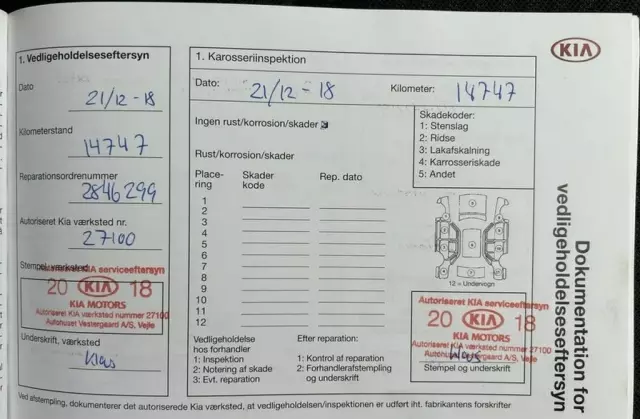 1. Vedligeholdelseseftersyn
Dato
21/12 - 18
Kilometerstand
14747
Reparationsordrenummer
2846299
Autoriseret Kia værksted nr.
27100
Stempel, værksted
Autoriseret KIA serviceeftersyn
20 KIA 18
KIA MOTORS
Autoriseret KIA værksted nummer 27100
Autohuset Vestergaard A/S, Vejle
Underskrift, værksted
Klaus
1. Karosseriinspektion
Dato: 21/12 - 18 Kilometer: 14747
Ingen rust/korrosion/skader
Rust/korrosion/skader
Skadekoder:
1: Stenslag
2: Ridse
3: Lakafskalning
4: Karrosseriskade
5: Andet
Place-
ring
Skader
kode
Rep. dato
1
2
3
4
5
6
7
8
9
10
11
12
12 = Undervogn
Vedligeholdelse
hos forhandler
1: Inspektion
2: Notering af skade
3: Evt. reparation
Efter reparation:
1: Kontrol af reparation
2: Forhandlerafstempling
og underskrift
Autoriseret KIA serviceeftersyn
20 KIA 18
KIA MOTORS
Autoriseret KIA værksted nummer 27100
Autohuset Vestergaard A/S, Vejle
Klaus
Stempel og underskrift
Ved afstempling, dokumenterer det autoriserede Kia værksted, at vedligeholdelsen/inspektionen er udført iht. fabrikantens forskrifter
KIA
Dokumentation for
vedligeholdelseseftersyn